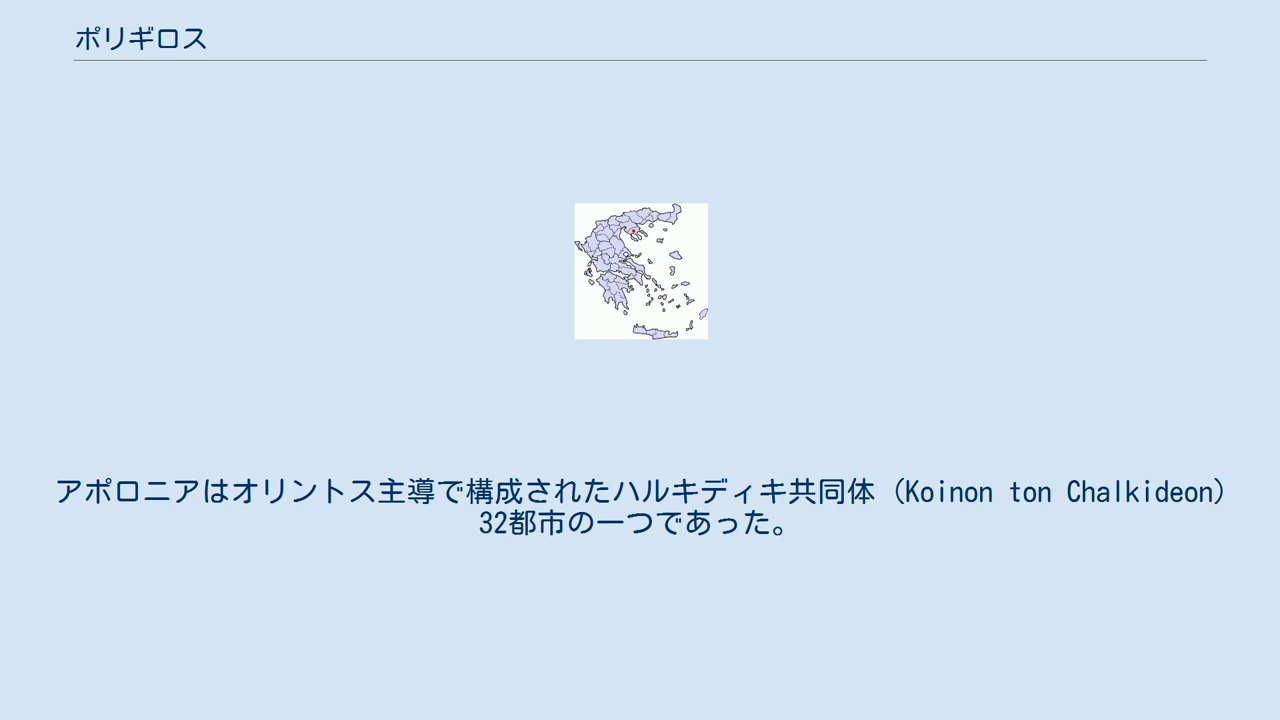 ポリギロス
アポロニアはオリントス主導で構成されたハルキディキ共同体（Koinon ton Chalkideon）
32都市の一つであった。